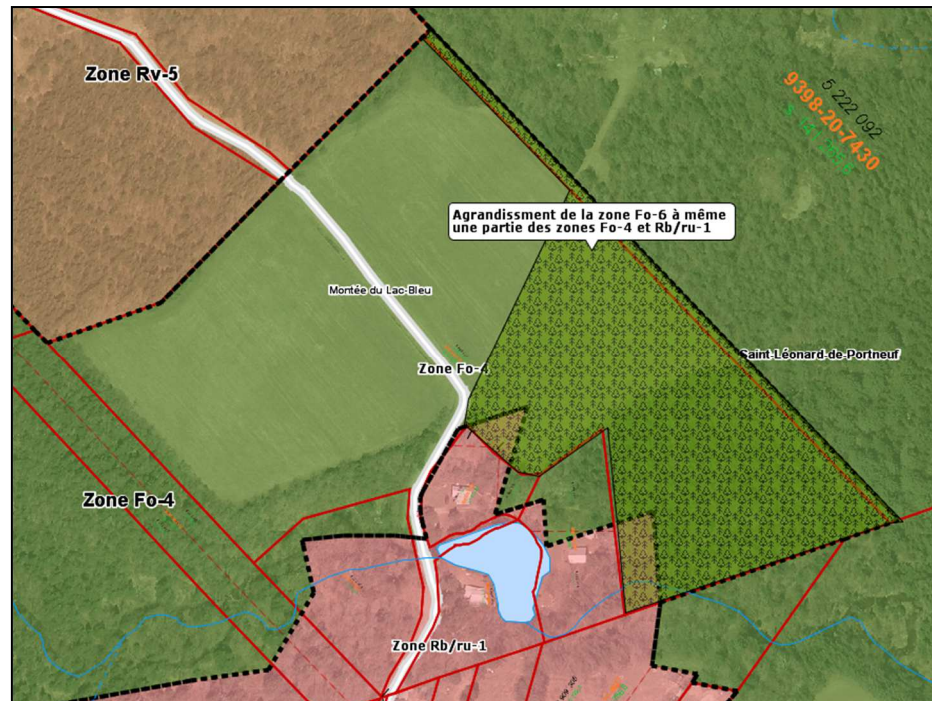 Zone Rv-5
5 222 092
9398-20-7430
Agrandissment de la zone Fo-6 à même
une partie des zones Fo-4 et Rb/ru-1
Montée du Lac-Bleu
Saint-Léonard-de-Portneuf
Zone Fo-4
Zone Fo-4
Zone Rb/ru-1